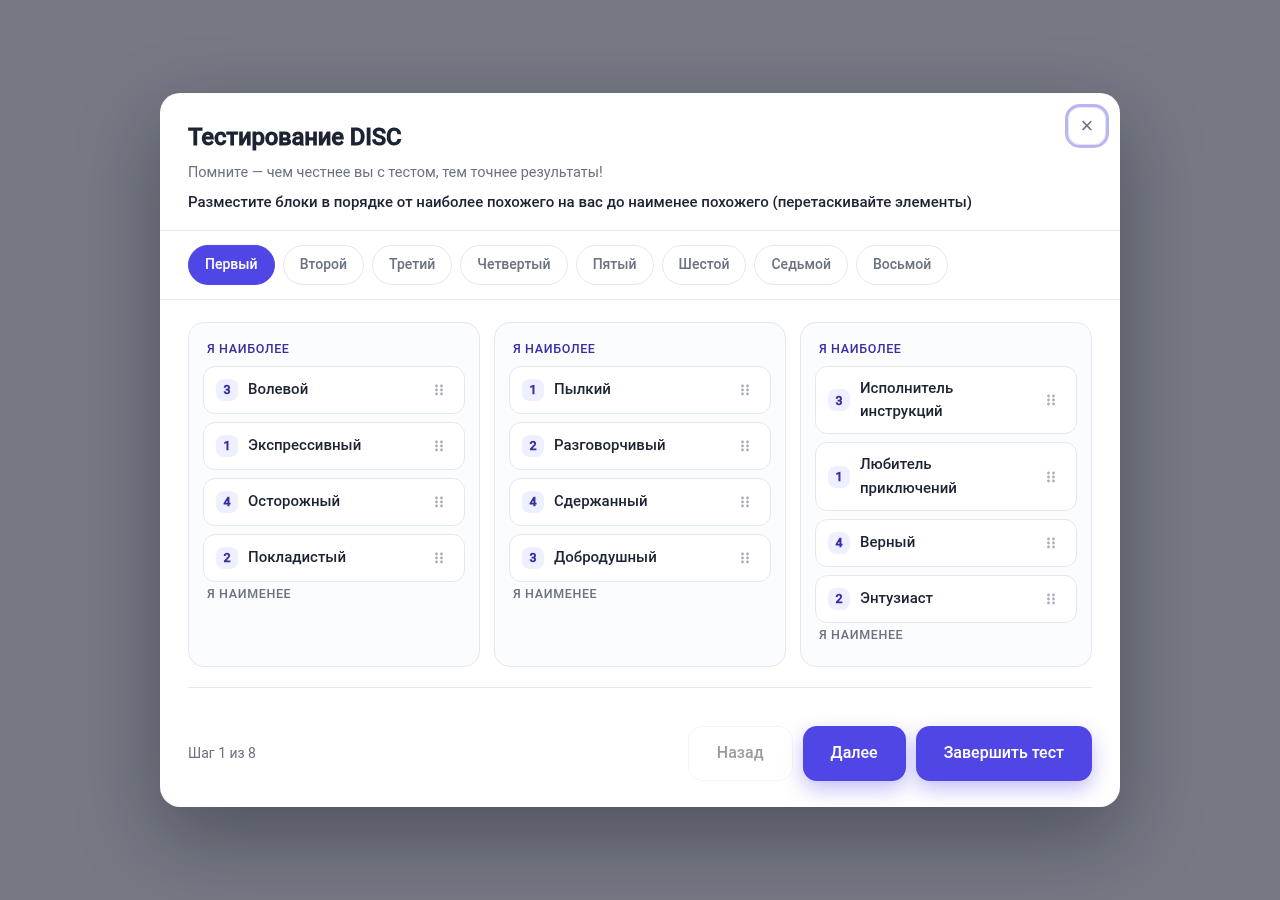 Тестирование DISC
Помните — чем честнее вы с тестом, тем точнее результаты!
Разместите блоки в порядке от наиболее похожего на вас до наименее похожего (перетаскивайте элементы)
Первый
Второй
Третий
Четвертый
Пятый
Шестой
Седьмой
Восьмой
Я НАИБОЛЕЕ
3 Волевой
1 Экспрессивный
4 Осторожный
2 Покладистый
Я НАИМЕНЕЕ
Я НАИБОЛЕЕ
1 Пылкий
2 Разговорчивый
4 Сдержанный
3 Добродушный
Я НАИМЕНЕЕ
Я НАИБОЛЕЕ
3 Исполнитель
инструкций
1 Любитель
приключений
4 Верный
2 Энтузиаст
Я НАИМЕНЕЕ
Шаг 1 из 8
Назад
Далее
Завершить тест